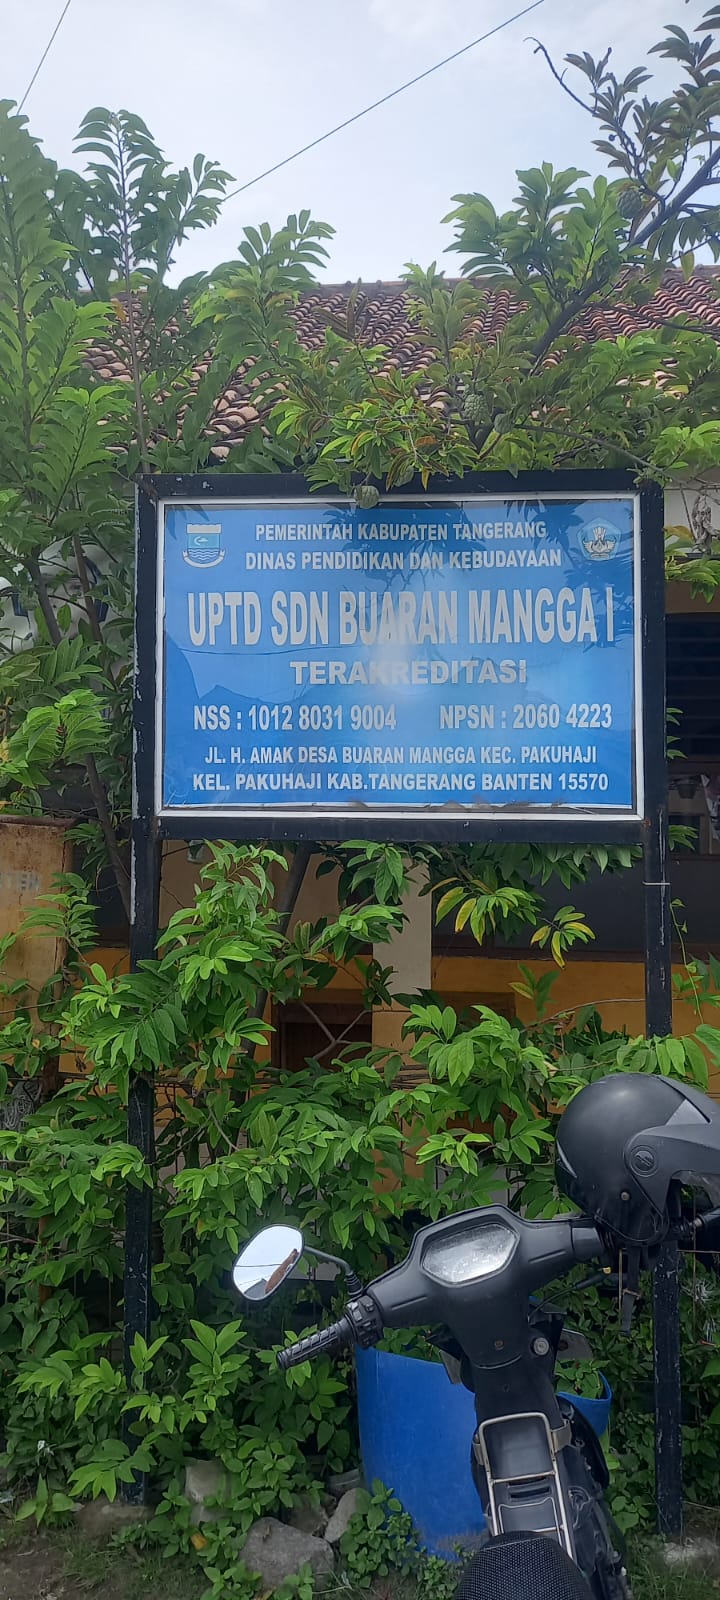 PEMERINTAH KABUPATEN TANGERANG
DINAS PENDIDIKAN DAN KEBUDAYAAN
UPTD SDN BUARAN MANGGA I
TERAKREDITASI
NSS : 1012 8031 9004 NPSN : 2060 4223
JL. H. AMAK DESA BUARAN MANGGA KEC. PAKUHAJI
KEL. PAKUHAJI KAB.TANGERANG BANTEN 15570